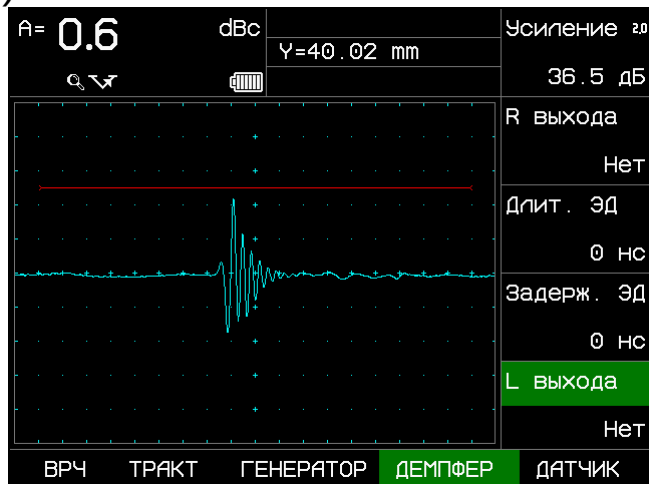 )
A= 0.6 dBc
Y=40.02 mm
Усиление 2,0
36.5 дБ
R выхода
Нет
Длит. ЭД
0 нс
Задерж. ЭД
0 нс
L выхода
Нет
ВРЧ ТРАКТ ГЕНЕРАТОР ДЕМПФЕР ДАТЧИК